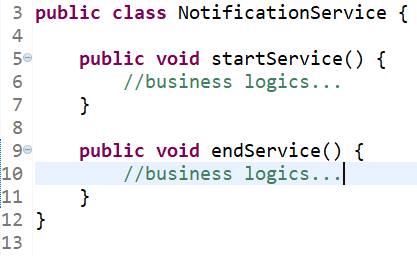 3 public class NotificationService {
4
5 public void startService() {
6 //business logics...
7 }
8
9 public void endService() {
10 //business logics...
11 }
12 }
13